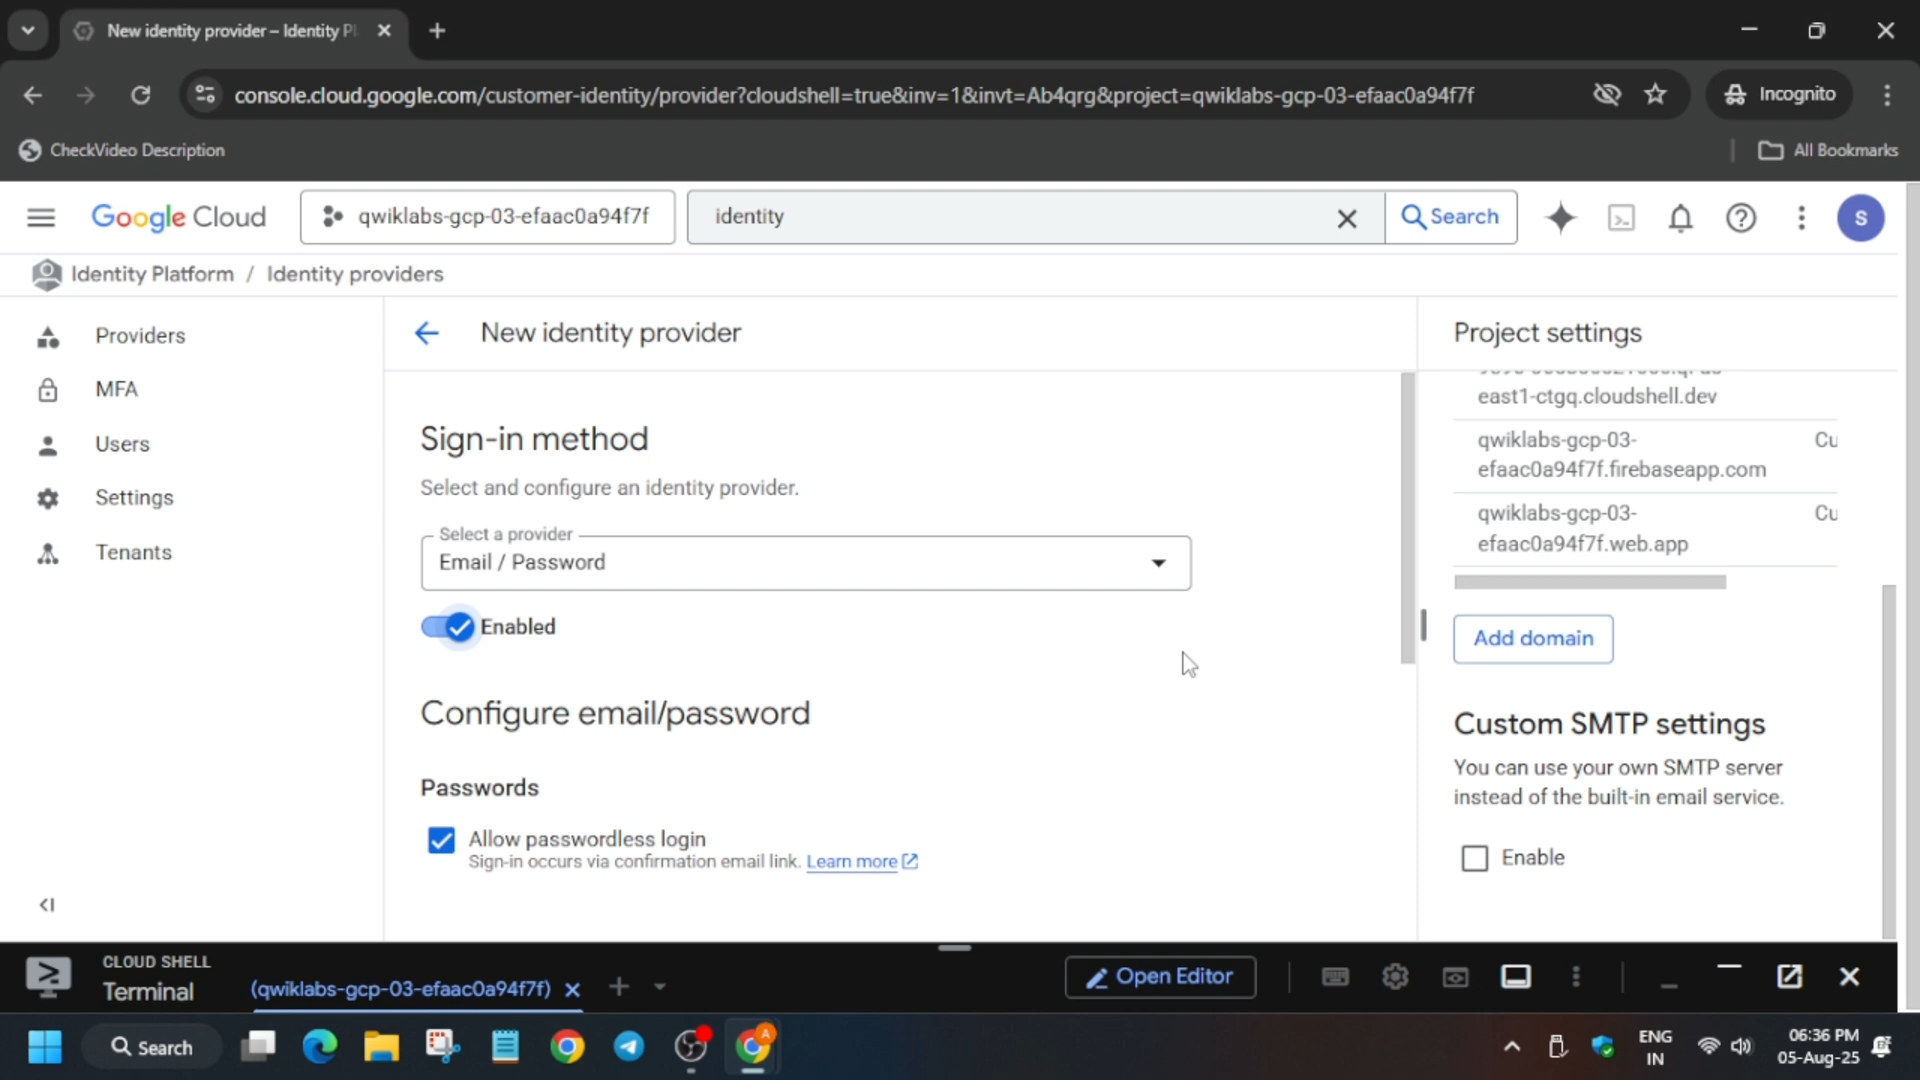 New identity provider – Identity Pl
console.cloud.google.com/customer-identity/provider?cloudshell=true&inv=1&invt=Ab4qrg&project=qwiklabs-gcp-03-efaac0a94f7f
Incognito
CheckVideo Description
All Bookmarks
Google Cloud
qwiklabs-gcp-03-efaac0a94f7f
identity
Search
S
Identity Platform / Identity providers
Providers
MFA
Users
Settings
Tenants
New identity provider
Sign-in method
Select and configure an identity provider.
Select a provider
Email / Password
Enabled
Configure email/password
Passwords
Allow passwordless login
Sign-in occurs via confirmation email link. Learn more
Project settings
east1-ctgq.cloudshell.dev
qwiklabs-gcp-03-
Cu
efaac0a94f7f.firebaseapp.com
qwiklabs-gcp-03-
Cu
efaac0a94f7f.web.app
Add domain
Custom SMTP settings
You can use your own SMTP server
instead of the built-in email service.
Enable
CLOUD SHELL
Terminal
(qwiklabs-gcp-03-efaac0a94f7f)
Open Editor
Search
A
ENG
IN
06:36 PM
05-Aug-25